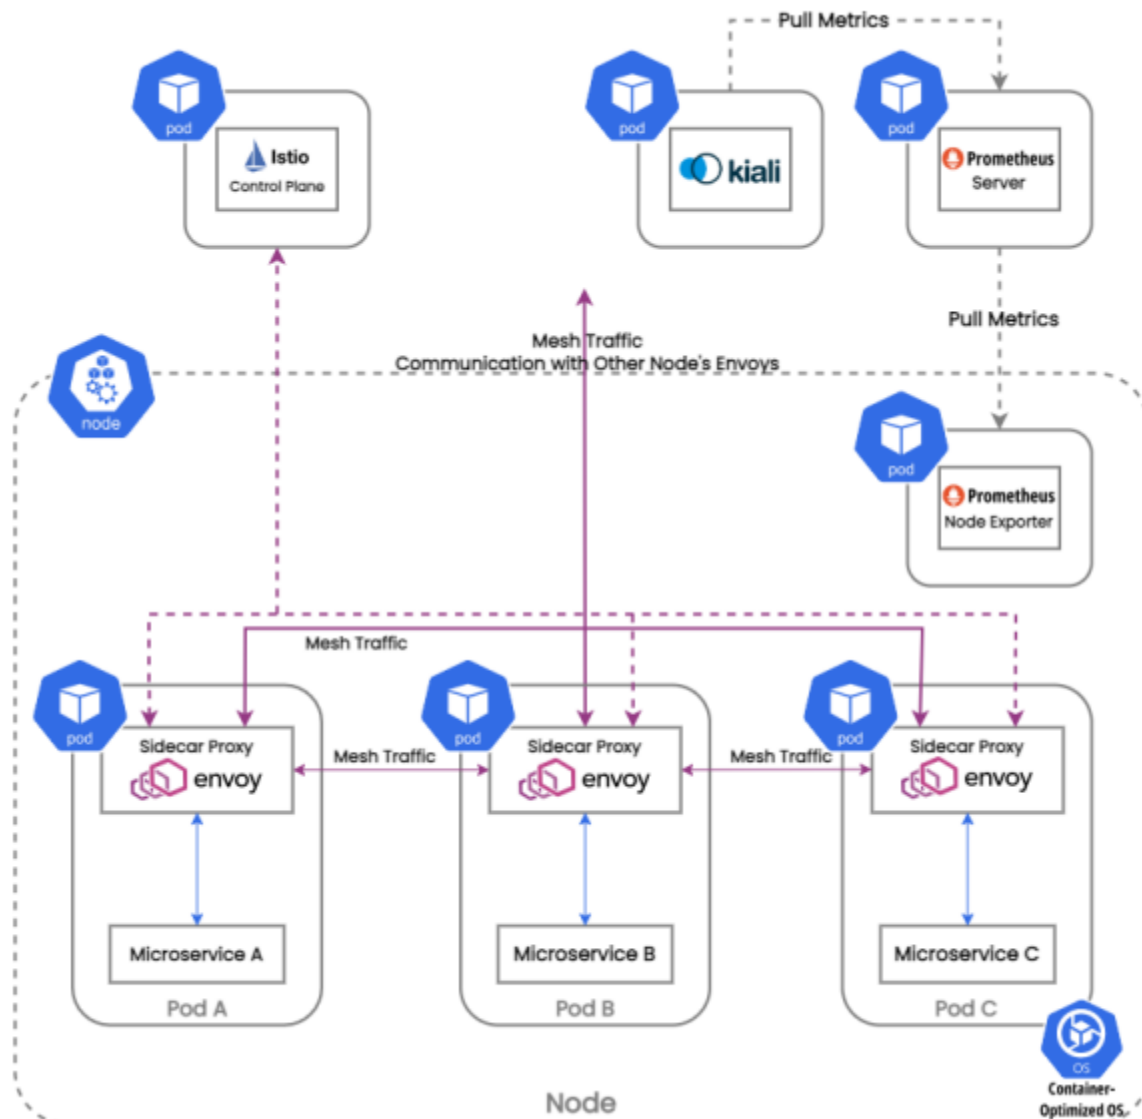 Pull Metrics
pod
Istio
Control Plane
pod
kiali
pod
Prometheus
Server
Mesh Traffic
Communication with Other Node's Envoys
Pull Metrics
node
pod
Prometheus
Node Exporter
Mesh Traffic
pod
Sidecar Proxy
envoy
Mesh Traffic
pod
Sidecar Proxy
envoy
Mesh Traffic
pod
Sidecar Proxy
envoy
Microservice A
Microservice B
Microservice C
Pod A
Pod B
Pod C
OS
Container-
Optimized OS
Node